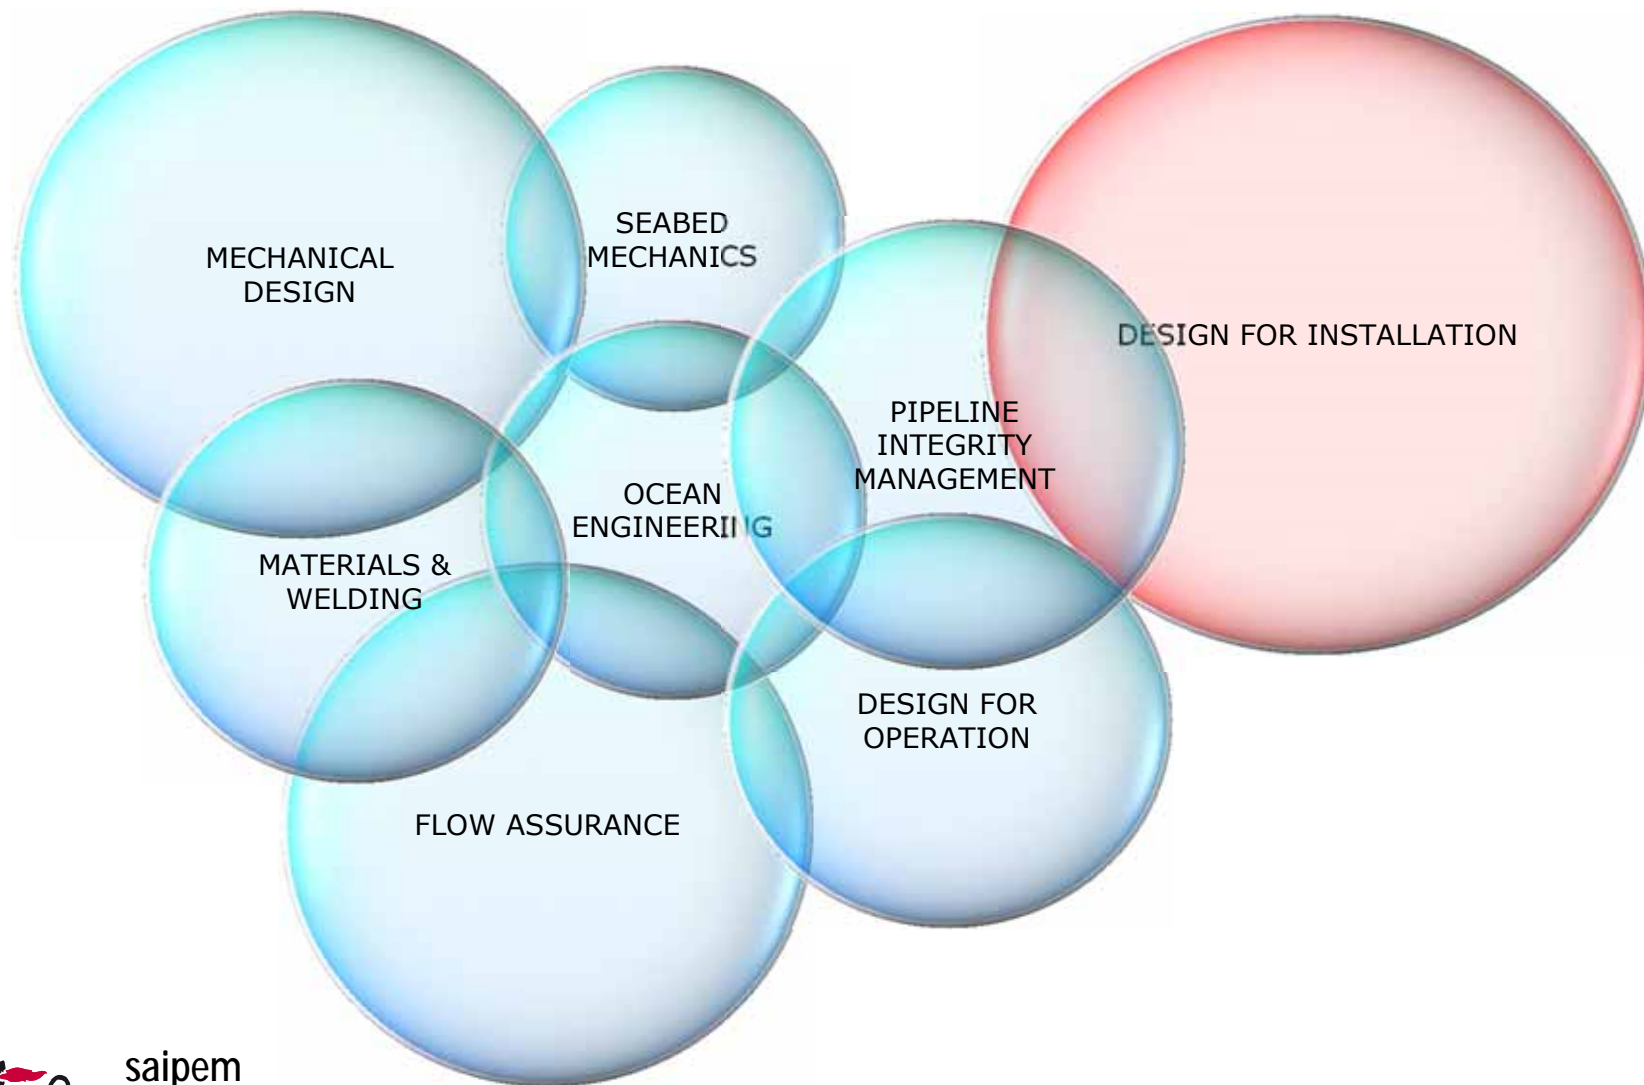 MECHANICAL
DESIGN
SEABED
MECHANICS
DESIGN FOR INSTALLATION
PIPELINE
INTEGRITY
MANAGEMENT
OCEAN
ENGINEERING
MATERIALS &
WELDING
DESIGN FOR
OPERATION
FLOW ASSURANCE
saipem